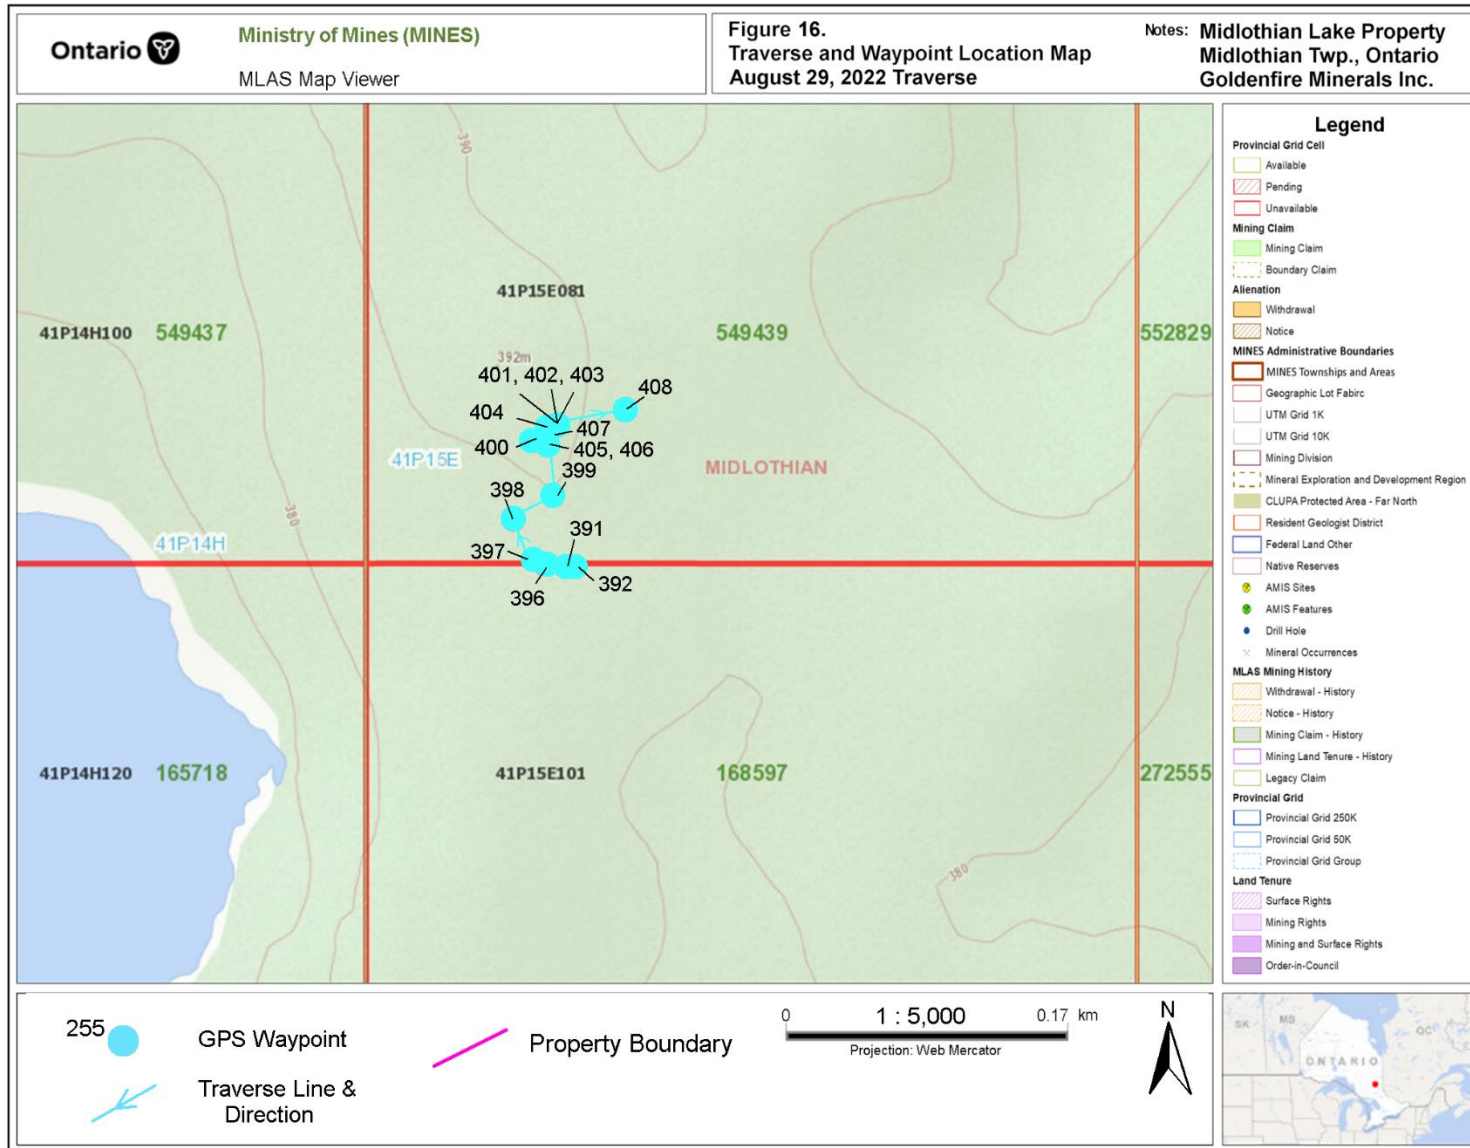 Ontario
Ministry of Mines (MINES)
MLAS Map Viewer
Figure 16.
Traverse and Waypoint Location Map
August 29, 2022 Traverse
Notes: Midlothian Lake Property
Midlothian Twp., Ontario
Goldenfire Minerals Inc.
390
41P15E081
41P14H100 549437
549439
552829
392m
401, 402, 403
408
404
407
400
405, 406
41P15E
MIDLOTHIAN
399
398
380
391
41P14H
397
392
396
41P14H120 165718
41P15E101
168597
272555
380
Legend
Provincial Grid Cell
Available
Pending
Unavailable
Mining Claim
Mining Claim
Boundary Claim
Alienation
Withdrawal
Notice
MINES Administrative Boundaries
MINES Townships and Areas
Geographic Lot Fabirc
UTM Grid 1K
UTM Grid 10K
Mining Division
Mineral Exploration and Development Region
CLUPA Protected Area - Far North
Resident Geologist District
Federal Land Other
Native Reserves
AMIS Sites
AMIS Features
Drill Hole
Mineral Occurrences
MLAS Mining History
Withdrawal - History
Notice - History
Mining Claim - History
Mining Land Tenure - History
Legacy Claim
Provincial Grid
Provincial Grid 250K
Provincial Grid 50K
Provincial Grid Group
Land Tenure
Surface Rights
Mining Rights
Mining and Surface Rights
Order-in-Council
255
GPS Waypoint
Traverse Line &
Direction
Property Boundary
0 1 : 5,000 0.17 km
Projection: Web Mercator
N
SK
MB
QC
ONTARIO